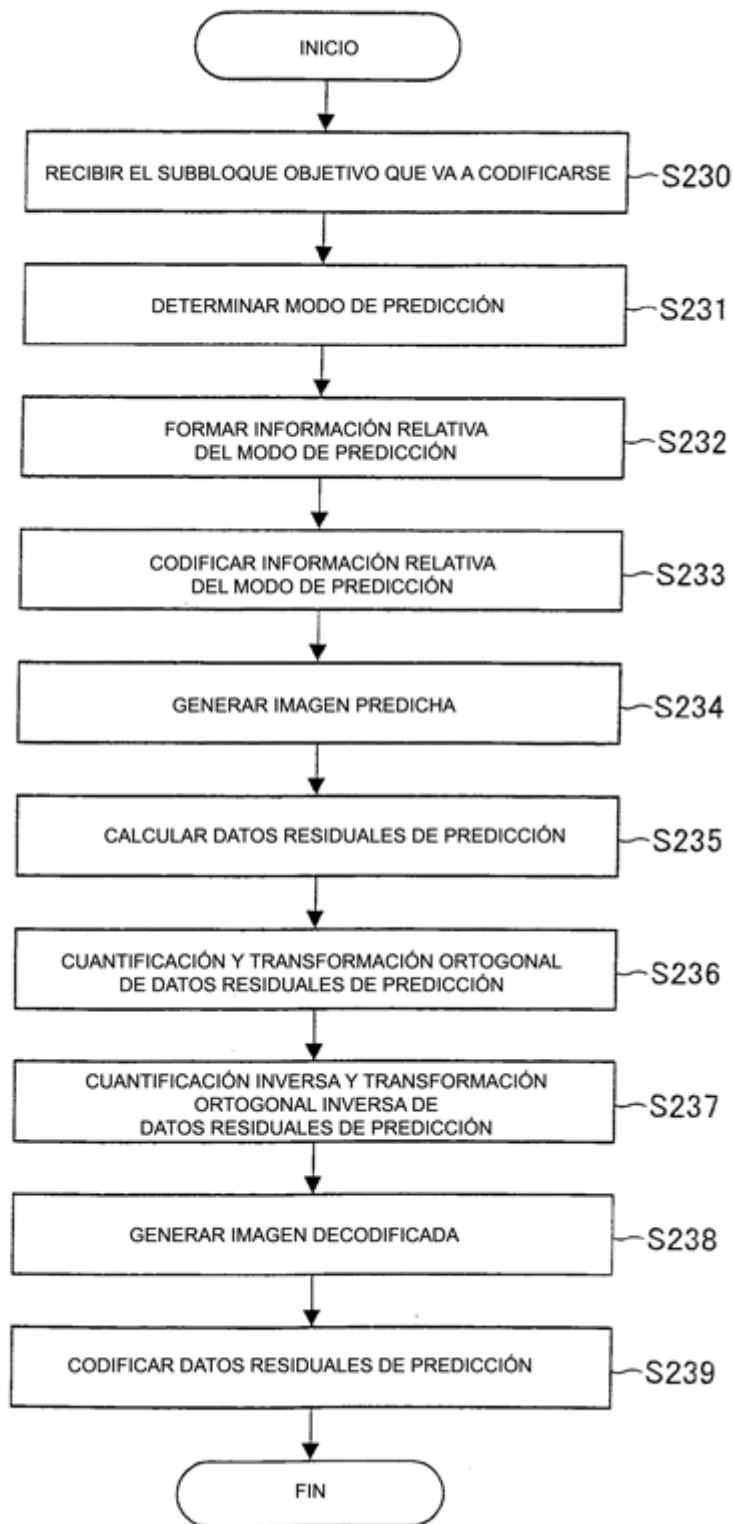 INICIO
RECIBIR EL SUBBLOQUE OBJETIVO QUE VA A CODIFICARSE
S230
DETERMINAR MODO DE PREDICCIÓN
S231
FORMAR INFORMACIÓN RELATIVA
DEL MODO DE PREDICCIÓN
S232
CODIFICAR INFORMACIÓN RELATIVA
DEL MODO DE PREDICCIÓN
S233
GENERAR IMAGEN PREDICHA
S234
CALCULAR DATOS RESIDUALES DE PREDICCIÓN
S235
CUANTIFICACIÓN Y TRANSFORMACIÓN ORTOGONAL
DE DATOS RESIDUALES DE PREDICCIÓN
S236
CUANTIFICACIÓN INVERSA Y TRANSFORMACIÓN
ORTOGONAL INVERSA DE
DATOS RESIDUALES DE PREDICCIÓN
S237
GENERAR IMAGEN DECODIFICADA
S238
CODIFICAR DATOS RESIDUALES DE PREDICCIÓN
S239
FIN